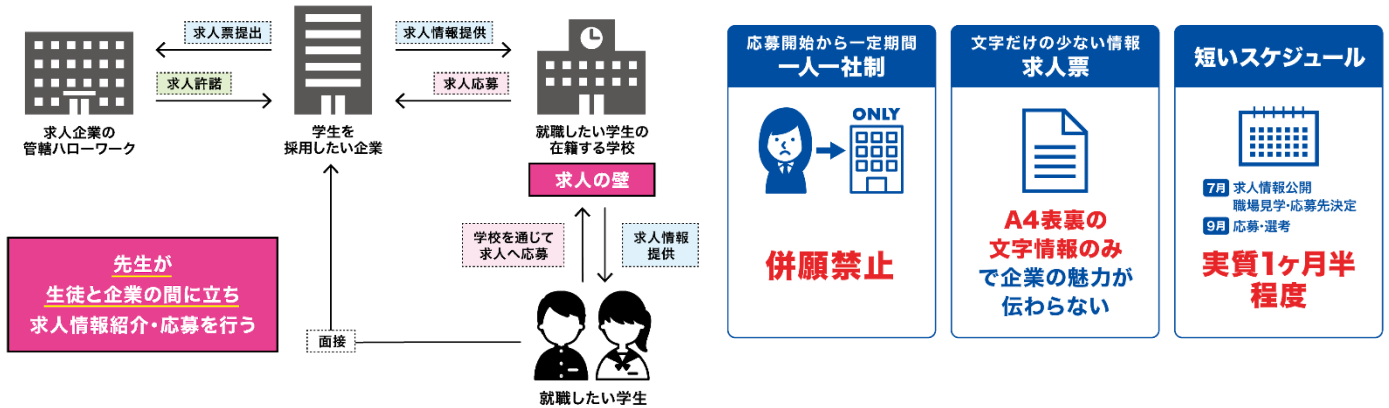 求人票提出
求人許諾
求人情報提供
求人応募
求人企業の
管轄ハローワーク
学生を
採用したい企業
就職したい学生の
在籍する学校
求人の壁
学校を通じて
求人へ応募
求人情報
提供
先生が
生徒と企業の間に立ち
求人情報紹介・応募を行う
面接
就職したい学生
応募開始から一定期間
一人一社制
ONLY
併願禁止
文字だけの少ない情報
求人票
A4表裏の
文字情報のみ
で企業の魅力が
伝わらない
短いスケジュール
7月 求人情報公開
職場見学・応募先決定
9月 応募・選考
実質1ヶ月半
程度